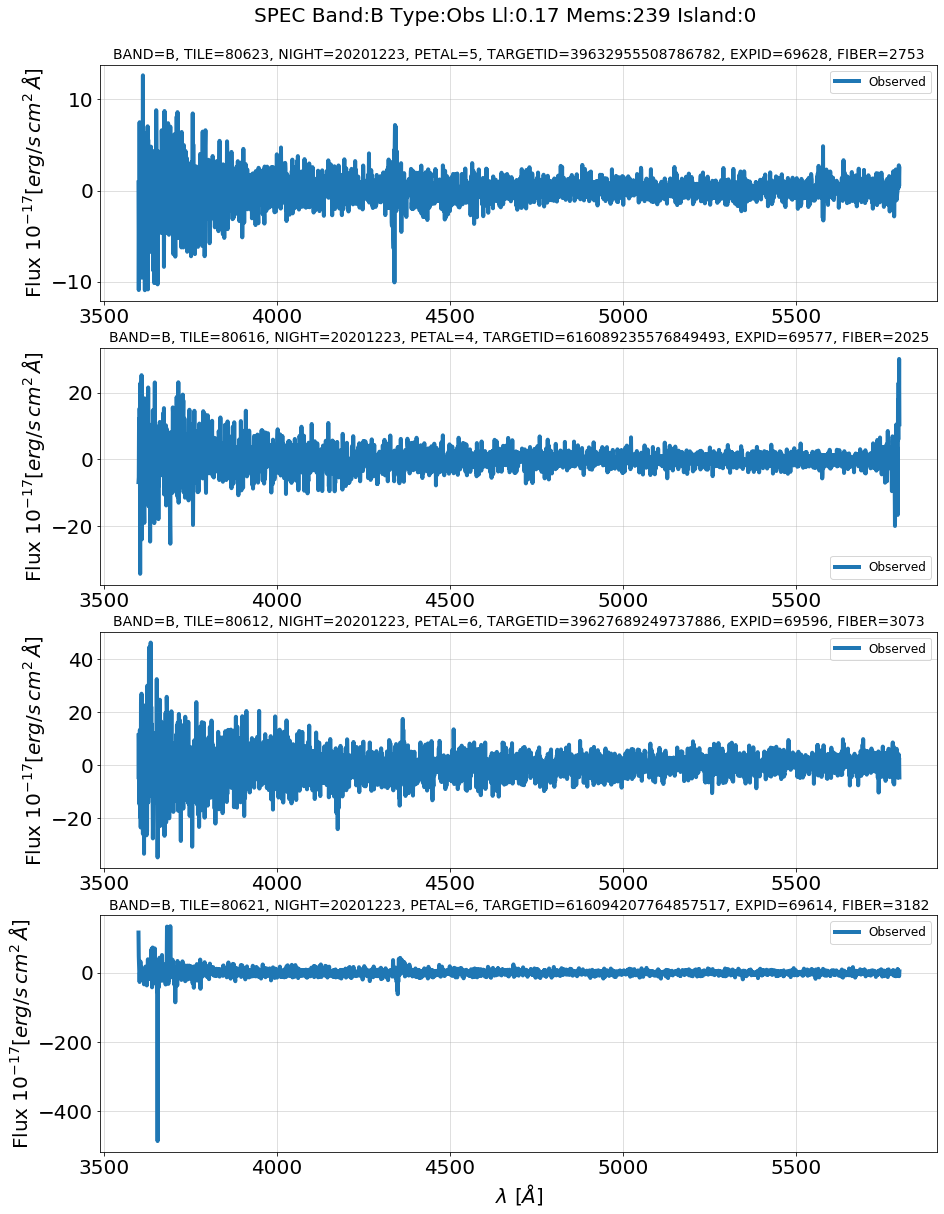 SPEC Band:B Type:Obs Ll:0.17 Mems:239 Island:0
BAND=B, TILE=80623, NIGHT=20201223, PETAL=5, TARGETID=39632955508786782, EXPID=69628, FIBER=2753
Flux 10^{-17}[erg/s cm^2 Å]
10
0
−10
Observed
3500 4000 4500 5000 5500
BAND=B, TILE=80616, NIGHT=20201223, PETAL=4, TARGETID=616089235576849493, EXPID=69577, FIBER=2025
Flux 10^{-17}[erg/s cm^2 Å]
20
0
−20
Observed
3500 4000 4500 5000 5500
BAND=B, TILE=80612, NIGHT=20201223, PETAL=6, TARGETID=39627689249737886, EXPID=69596, FIBER=3073
Flux 10^{-17}[erg/s cm^2 Å]
40
20
0
−20
Observed
3500 4000 4500 5000 5500
BAND=B, TILE=80621, NIGHT=20201223, PETAL=6, TARGETID=616094207764857517, EXPID=69614, FIBER=3182
Flux 10^{-17}[erg/s cm^2 Å]
0
−200
−400
Observed
3500 4000 4500 5000 5500
λ [Å]